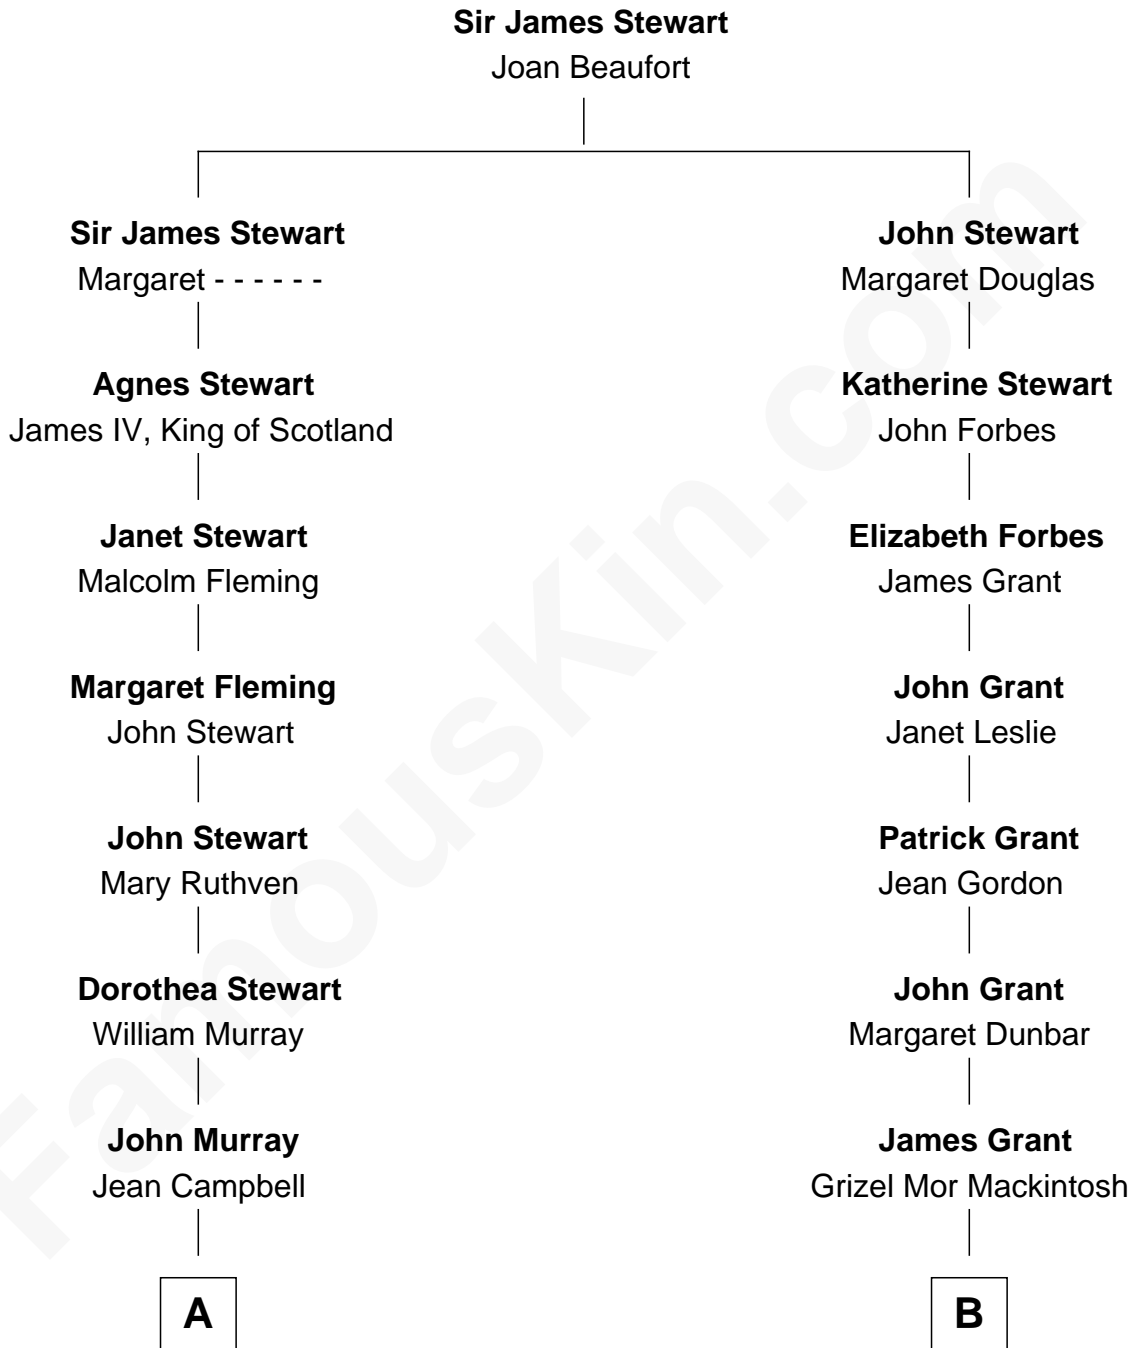 Sir James Stewart
Joan Beaufort
Sir James Stewart
Margaret - - - - - -
Agnes Stewart
James IV, King of Scotland
Janet Stewart
Malcolm Fleming
Margaret Fleming
John Stewart
John Stewart
Mary Ruthven
Dorothea Stewart
William Murray
John Murray
Jean Campbell
A
John Stewart
Margaret Douglas
Katherine Stewart
John Forbes
Elizabeth Forbes
James Grant
John Grant
Janet Leslie
Patrick Grant
Jean Gordon
John Grant
Margaret Dunbar
James Grant
Grizel Mor Mackintosh
B
FamousKin.com